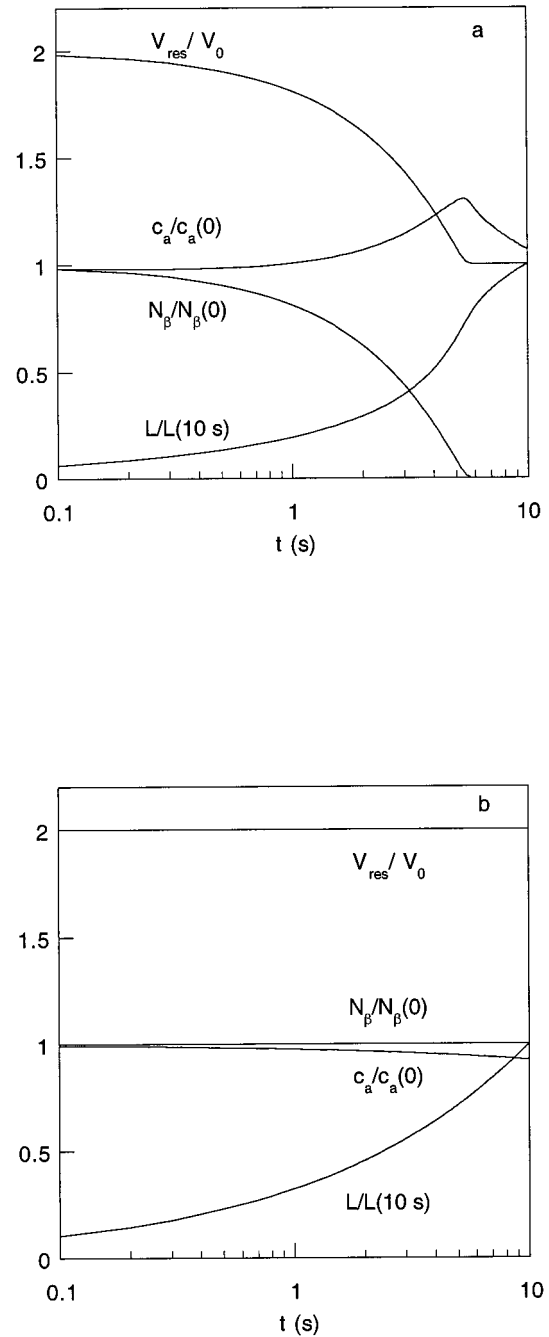 a
2
V_res / V_0
1.5
c_a/c_a(0)
1
N_β/N_β(0)
0.5
L/L(10 s)
0
0.1 1 10
t (s)
b
2
V_res / V_0
1.5
N_β/N_β(0)
1
c_a/c_a(0)
0.5
L/L(10 s)
0
0.1 1 10
t (s)